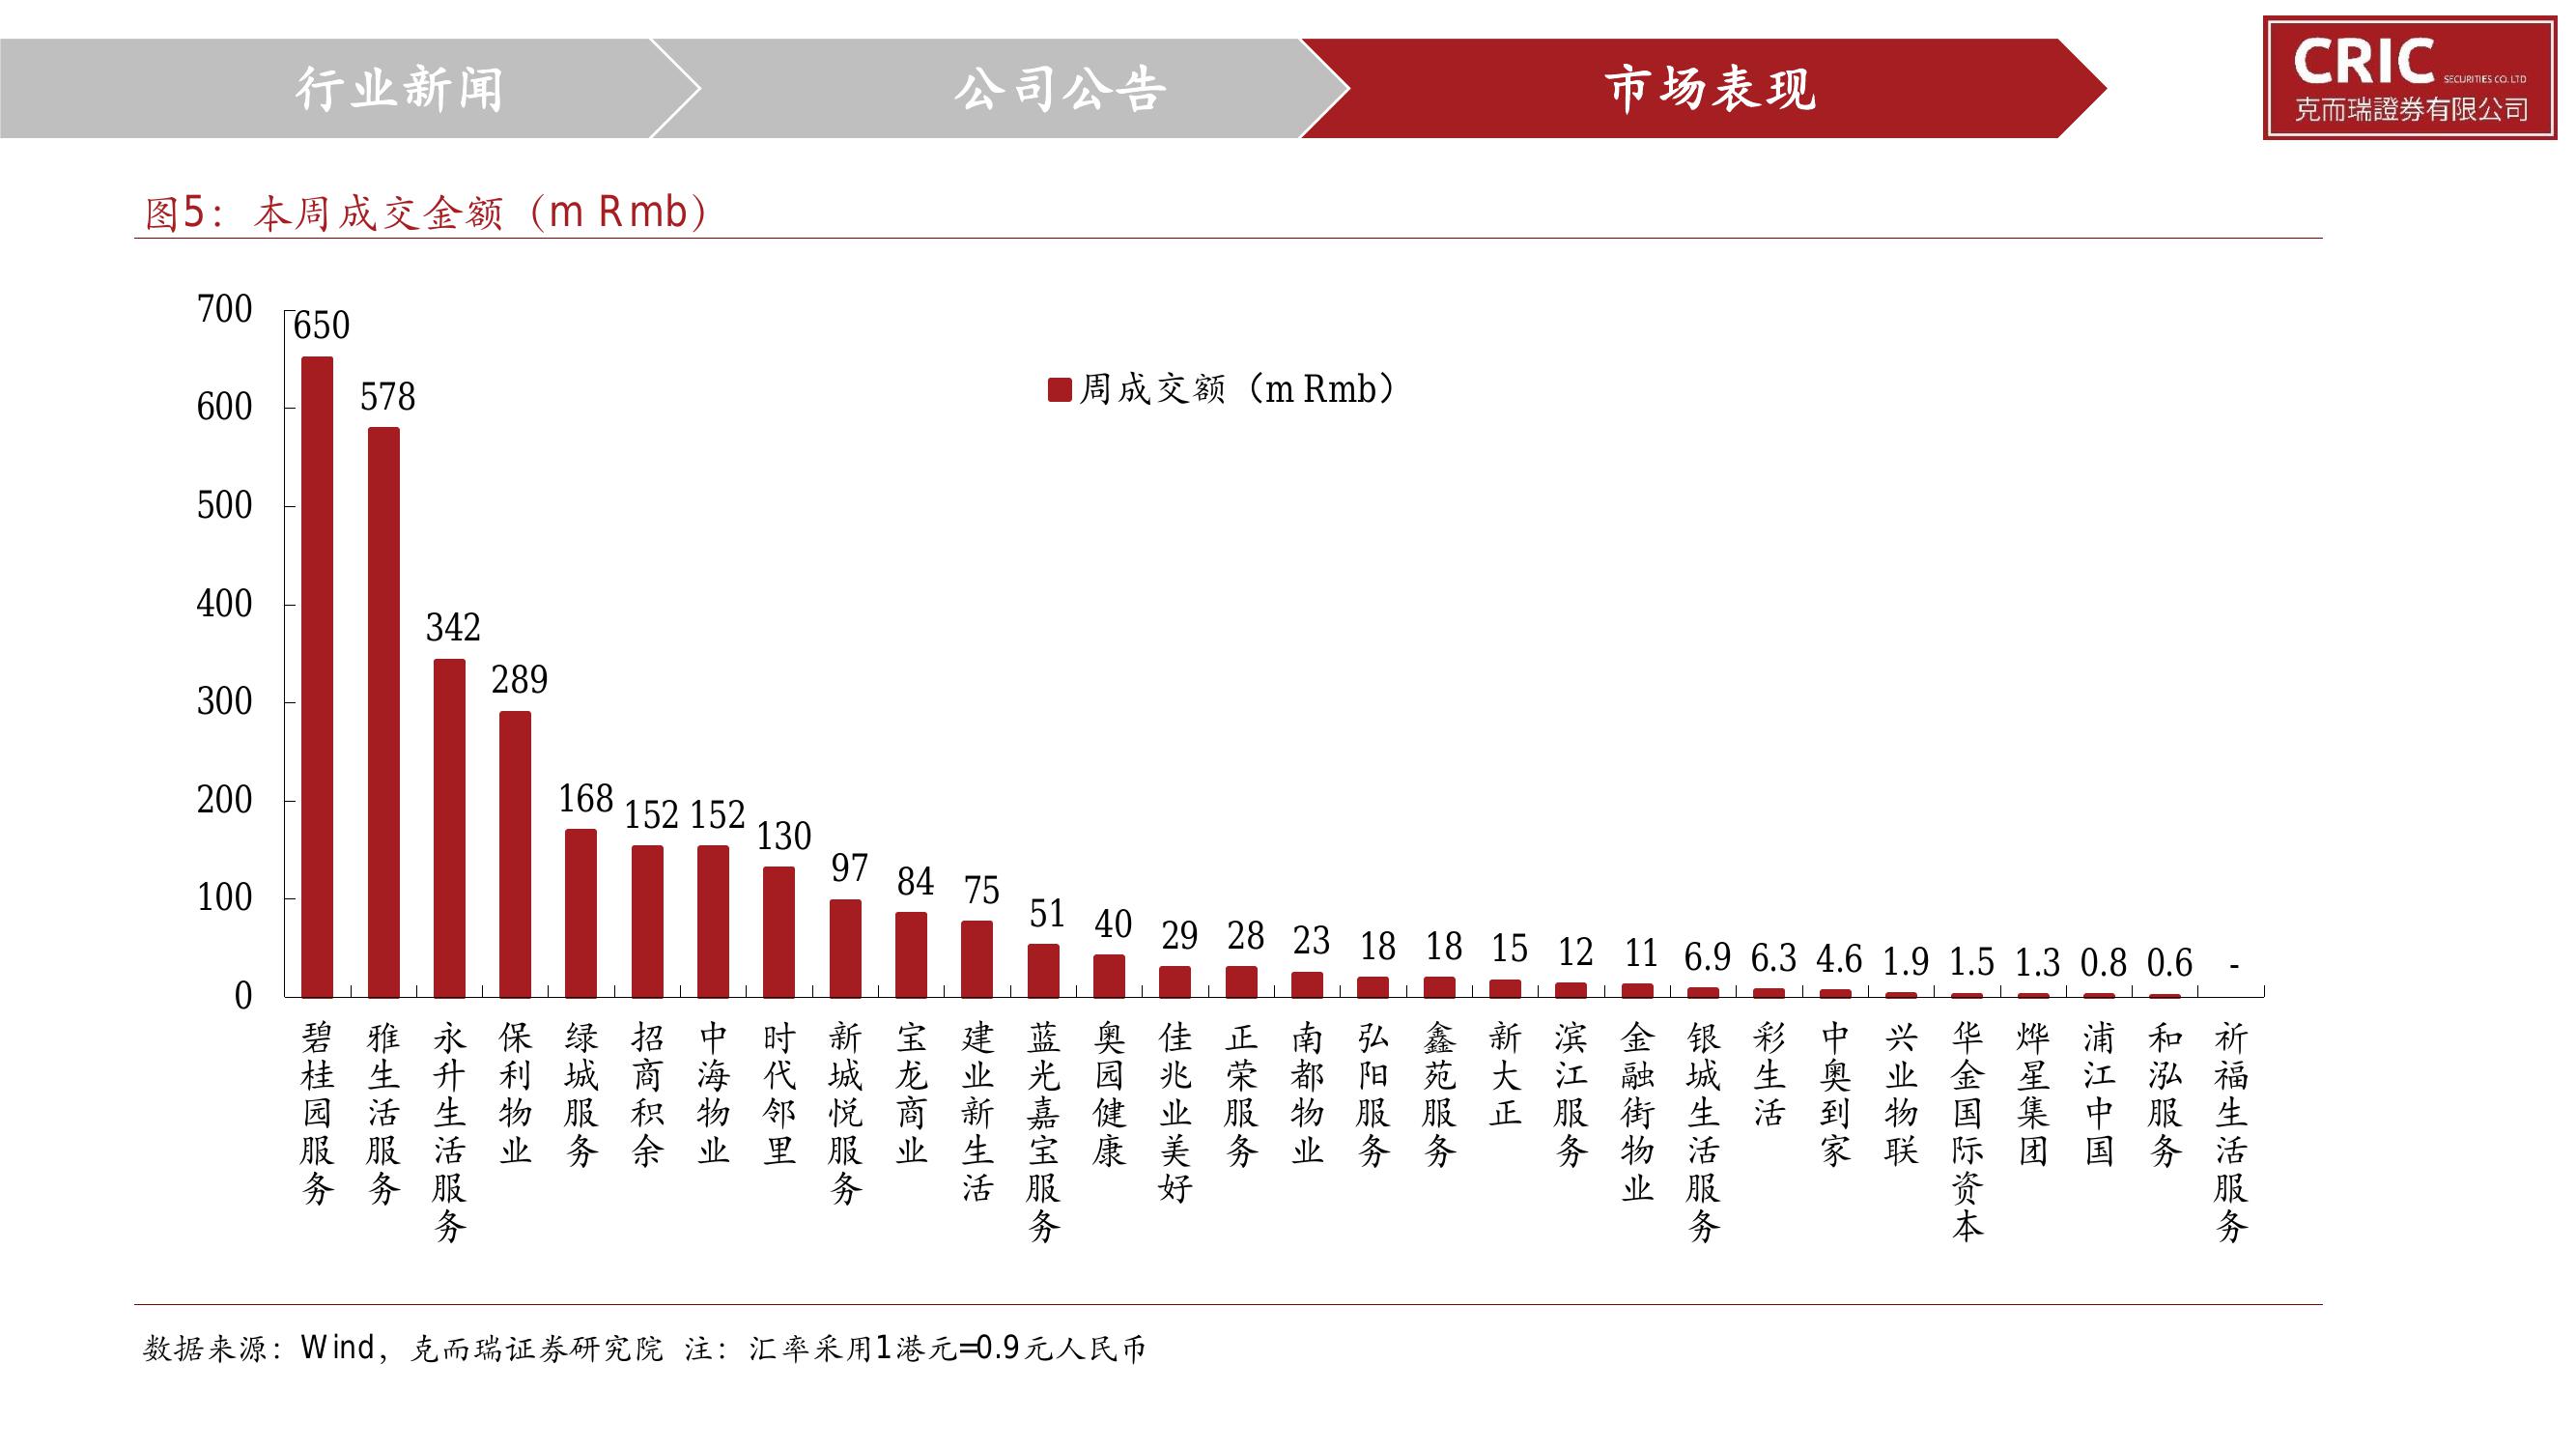 行业新闻
公司公告
市场表现
CRIC SECURITIES CO. LTD
克而瑞證券有限公司
图5：本周成交金额（m Rmb）
周成交额（m Rmb）
700
600
500
400
300
200
100
0
650
578
342
289
168
152
152
130
97
84
75
51
40
29
28
23
18
18
15
12
11
6.9
6.3
4.6
1.9
1.5
1.3
0.8
0.6
-
碧桂园服务
雅生活服务
永升生活服务
保利物业
绿城服务
招商积余
中海物业
时代邻里
新城悦服务
宝龙商业
建业新生活
蓝光嘉宝服务
奥园健康
佳兆业美好
正荣服务
南都物业
弘阳服务
鑫苑服务
新大正
滨江服务
金融街物业
银城生活服务
彩生活
中奥到家
兴业物联
华金国际资本
烨星集团
浦江中国
和泓服务
祈福生活服务
数据来源：Wind，克而瑞证券研究院 注：汇率采用1港元=0.9元人民币